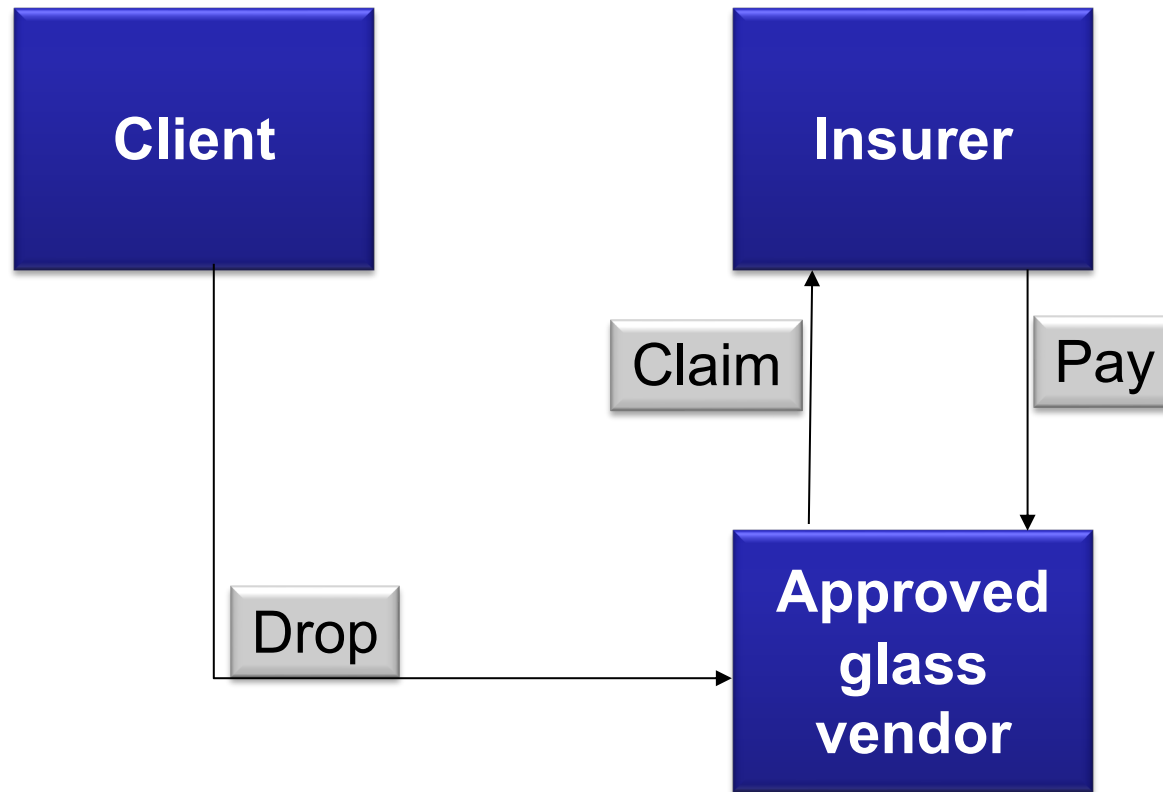 Client
Insurer
Claim
Pay
Drop
Approved
glass
vendor